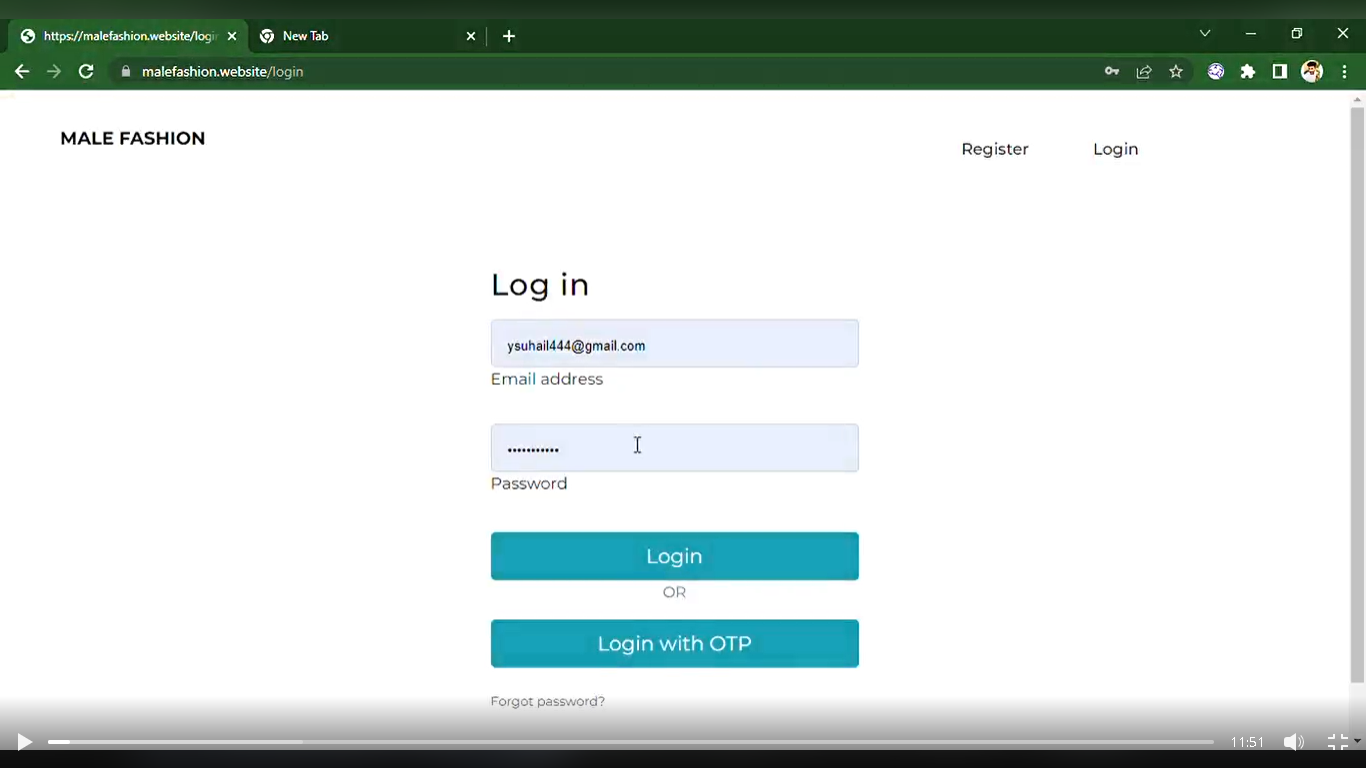 https://malefashion.website/logi
New Tab
malefashion.website/login
MALE FASHION
Register
Login
Log in
ysuhail444@gmail.com
Email address
•••••••••••
Password
Login
OR
Login with OTP
Forgot password?
11:51